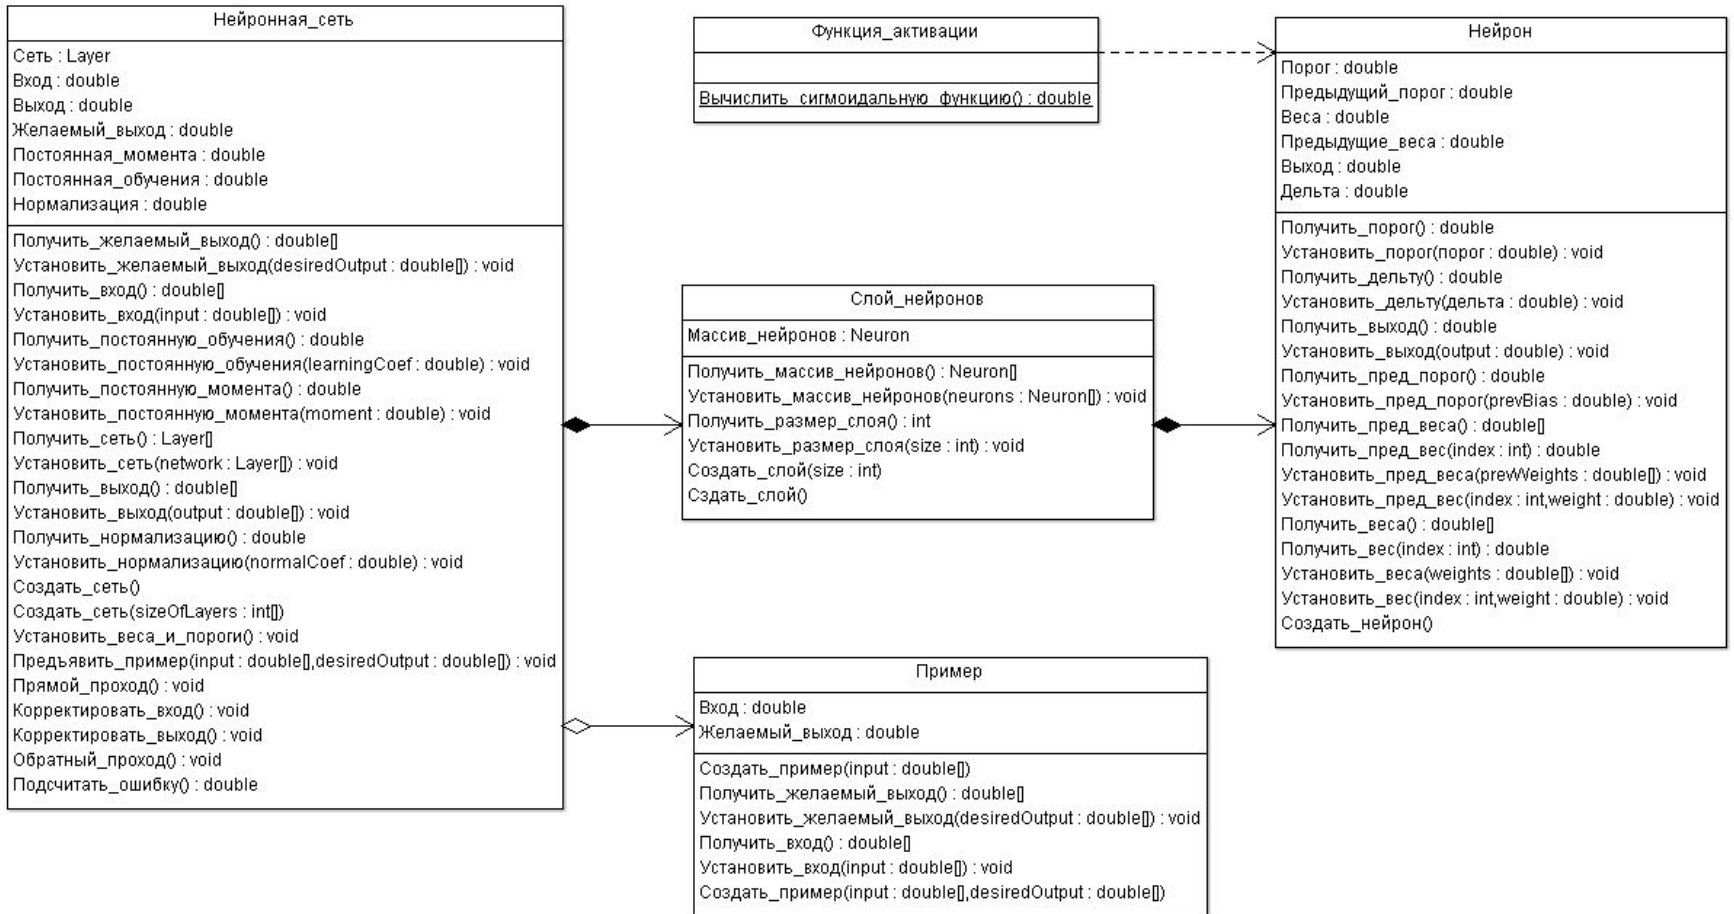 Нейронная_сеть
Сеть : Layer
Вход : double
Выход : double
Желаемый_выход : double
Постоянная_момента : double
Постоянная_обучения : double
Нормализация : double
Получить_желаемый_выход() : double[]
Установить_желаемый_выход(desiredOutput : double[]) : void
Получить_вход() : double[]
Установить_вход(input : double[]) : void
Получить_постоянную_обучения() : double
Установить_постоянную_обучения(learningCoef : double) : void
Получить_постоянную_момента() : double
Установить_постоянную_момента(moment : double) : void
Получить_сеть() : Layer[]
Установить_сеть(network : Layer[]) : void
Получить_выход() : double[]
Установить_выход(output : double[]) : void
Получить_нормализацию() : double
Установить_нормализацию(normalCoef : double) : void
Создать_сеть()
Создать_сеть(sizeOfLayers : int[])
Установить_веса_и_пороги() : void
Предъявить_пример(input : double[],desiredOutput : double[]) : void
Прямой_проход() : void
Корректировать_вход() : void
Корректировать_выход() : void
Обратный_проход() : void
Подсчитать_ошибку() : double
Функция_активации
Вычислить_сигмоидальную_функцию() : double
Слой_нейронов
Массив_нейронов : Neuron
Получить_массив_нейронов() : Neuron[]
Установить_массив_нейронов(neurons : Neuron[]) : void
Получить_размер_слоя() : int
Установить_размер_слоя(size : int) : void
Создать_слой(size : int)
Сздать_слой()
Пример
Вход : double
Желаемый_выход : double
Создать_пример(input : double[])
Получить_желаемый_выход() : double[]
Установить_желаемый_выход(desiredOutput : double[]) : void
Получить_вход() : double[]
Установить_вход(input : double[]) : void
Создать_пример(input : double[],desiredOutput : double[])
Нейрон
Порог : double
Предыдущий_порог : double
Веса : double
Предыдущие_веса : double
Выход : double
Дельта : double
Получить_порог() : double
Установить_порог(порог : double) : void
Получить_дельту() : double
Установить_дельту(дельта : double) : void
Получить_выход() : double
Установить_выход(output : double) : void
Получить_пред_порог() : double
Установить_пред_порог(prevBias : double) : void
Получить_пред_веса() : double[]
Получить_пред_вес(index : int) : double
Установить_пред_веса(prevWeights : double[]) : void
Установить_пред_вес(index : int,weight : double) : void
Получить_веса() : double[]
Получить_вес(index : int) : double
Установить_веса(weights : double[]) : void
Установить_вес(index : int,weight : double) : void
Создать_нейрон()